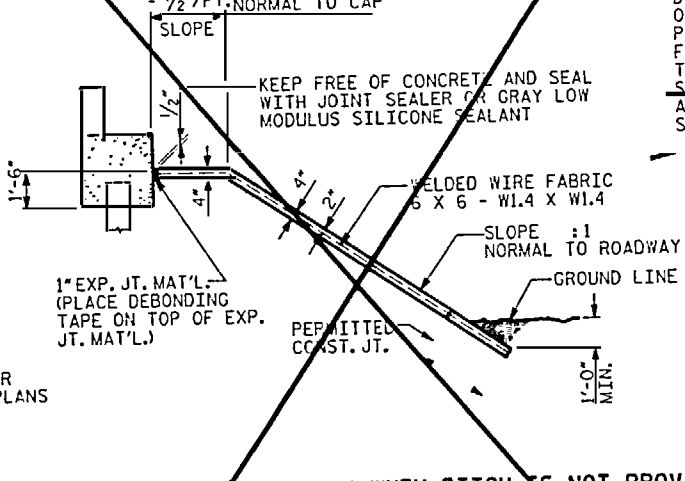 1/2"/FT. NORMAL TO CAP
SLOPE
KEEP FREE OF CONCRETE AND SEAL
WITH JOINT SEALER OR GRAY LOW
MODULUS SILICONE SEALANT
1/2"
1'-6"
4"
4"
2"
WELDED WIRE FABRIC
6 X 6 - W1.4 X W1.4
SLOPE :1
NORMAL TO ROADWAY
GROUND LINE
1" EXP. JT. MAT'L.
(PLACE DEBONDING
TAPE ON TOP OF EXP.
JT. MAT'L.)
PERMITTED
CONST. JT.
1'-0"
MIN.
R
PLANS
IS NOT PROV
O
P
F
T
S
A
S